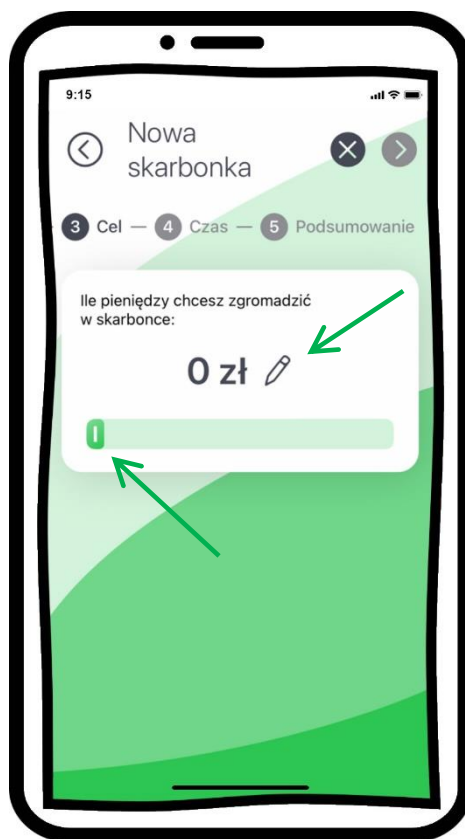 9:15
Nowa
skarbonka
3 Cel — 4 Czas — 5 Podsumowanie
Ile pieniędzy chcesz zgromadzić
w skarbonce:
0 zł